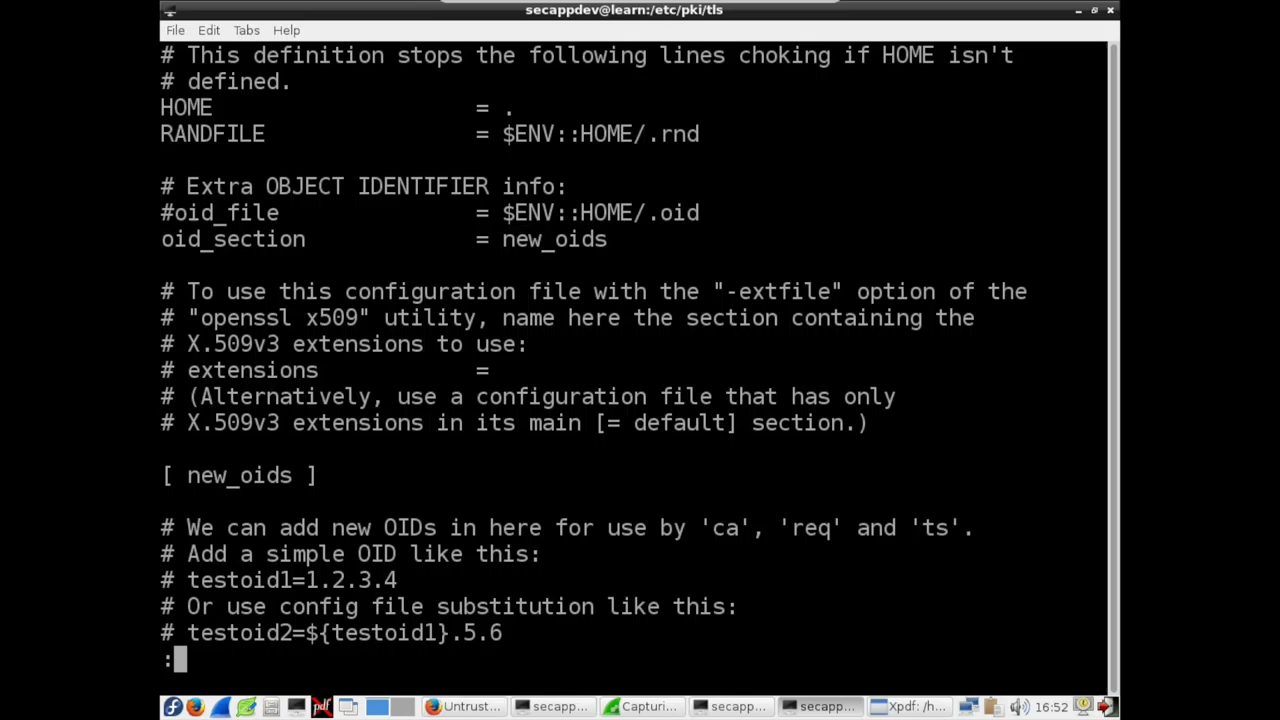 secappdev@learn:/etc/pki/tls
File Edit Tabs Help
# This definition stops the following lines choking if HOME isn't
# defined.
HOME = .
RANDFILE = $ENV::HOME/.rnd
# Extra OBJECT IDENTIFIER info:
#oid_file = $ENV::HOME/.oid
oid_section = new_oids
# To use this configuration file with the "-extfile" option of the
# "openssl x509" utility, name here the section containing the
# X.509v3 extensions to use:
# extensions =
# (Alternatively, use a configuration file that has only
# X.509v3 extensions in its main [= default] section.)
[ new_oids ]
# We can add new OIDs in here for use by 'ca', 'req' and 'ts'.
# Add a simple OID like this:
# testoid1=1.2.3.4
# Or use config file substitution like this:
# testoid2=${testoid1}.5.6
:
pdf Untrust... secapp... Capturi... secapp... secapp... Xpdf: /h... 16:52